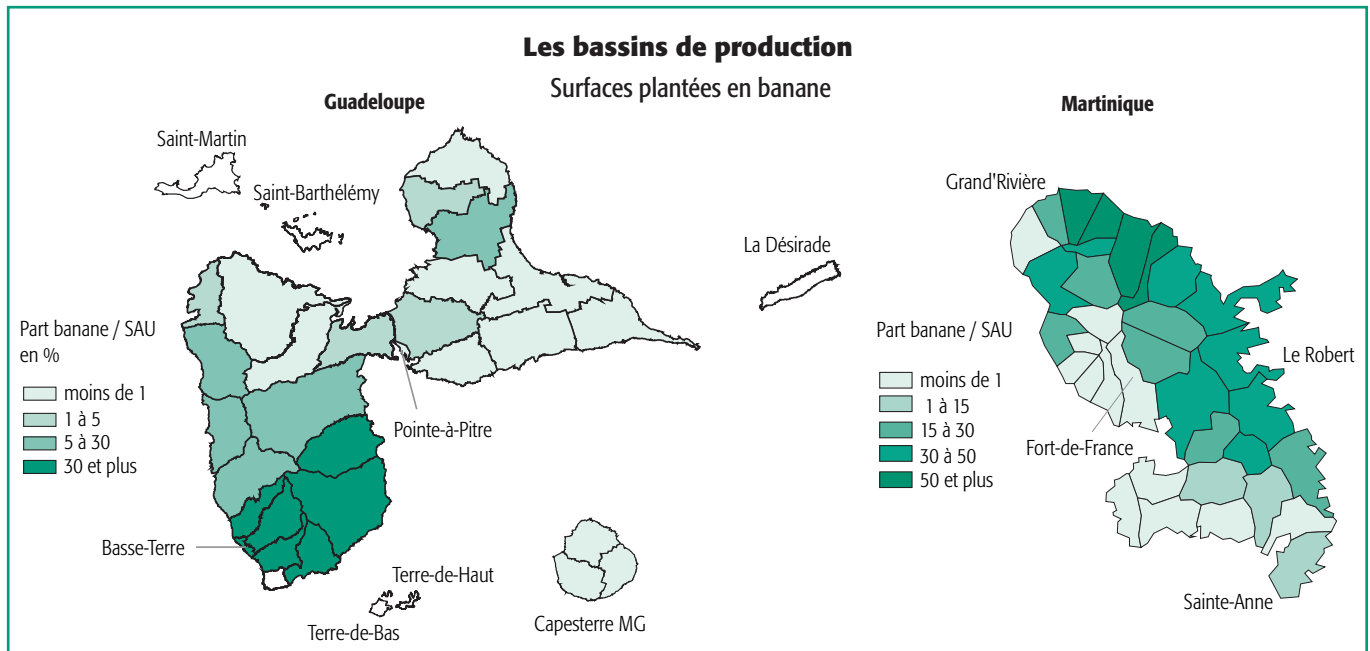 Les bassins de production
Surfaces plantées en banane
Guadeloupe
Martinique
Saint-Martin
Saint-Barthélémy
La Désirade
Grand'Rivière
Part banane / SAU
en %
moins de 1
1 à 5
5 à 30
30 et plus
Pointe-à-Pitre
Basse-Terre
Terre-de-Haut
Terre-de-Bas
Capesterre MG
Part banane / SAU
moins de 1
1 à 15
15 à 30
30 à 50
50 et plus
Le Robert
Fort-de-France
Sainte-Anne